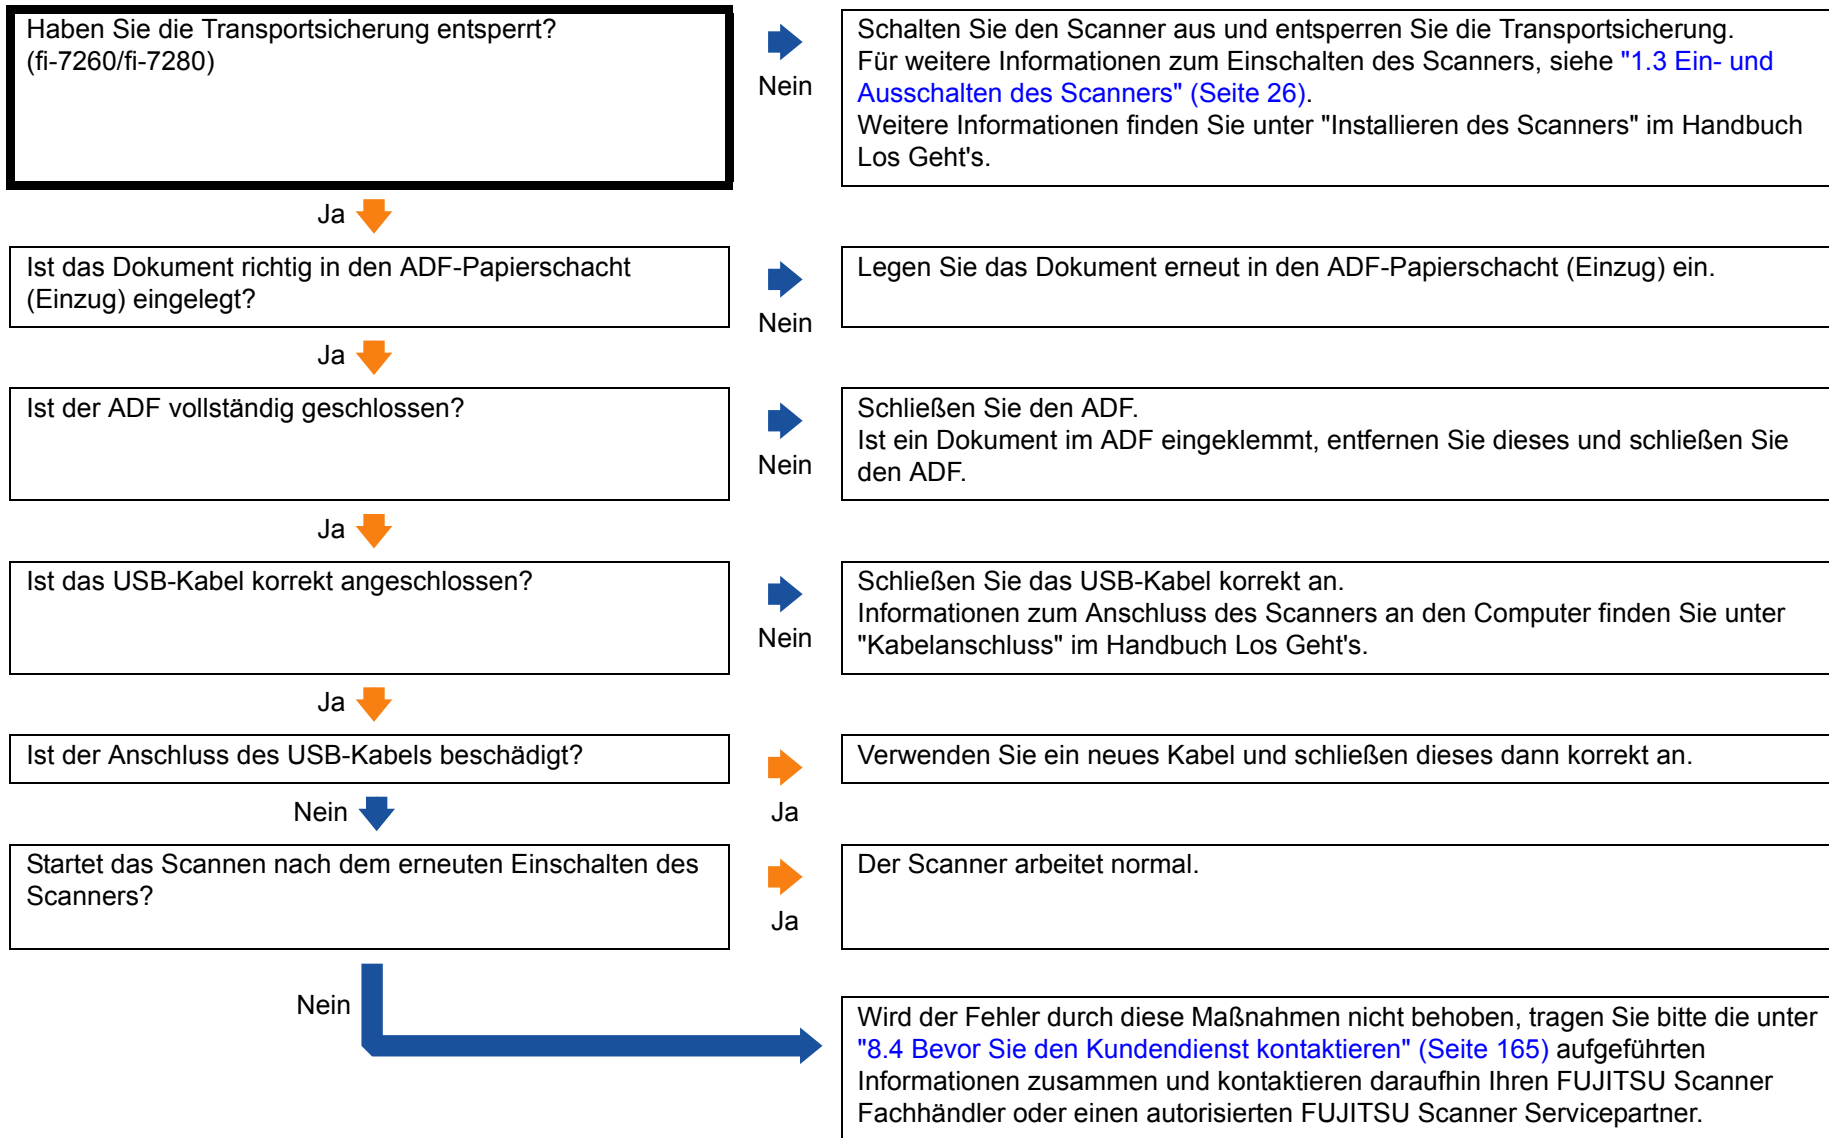 Haben Sie die Transportsicherung entsperrt?
(fi-7260/fi-7280)
Nein
Schalten Sie den Scanner aus und entsperren Sie die Transportsicherung.
Für weitere Informationen zum Einschalten des Scanners, siehe "1.3 Ein- und
Ausschalten des Scanners" (Seite 26).
Weitere Informationen finden Sie unter "Installieren des Scanners" im Handbuch
Los Geht's.
Ja
Ist das Dokument richtig in den ADF-Papierschacht
(Einzug) eingelegt?
Nein
Legen Sie das Dokument erneut in den ADF-Papierschacht (Einzug) ein.
Ja
Ist der ADF vollständig geschlossen?
Nein
Schließen Sie den ADF.
Ist ein Dokument im ADF eingeklemmt, entfernen Sie dieses und schließen Sie
den ADF.
Ja
Ist das USB-Kabel korrekt angeschlossen?
Nein
Schließen Sie das USB-Kabel korrekt an.
Informationen zum Anschluss des Scanners an den Computer finden Sie unter
"Kabelanschluss" im Handbuch Los Geht's.
Ja
Ist der Anschluss des USB-Kabels beschädigt?
Ja
Verwenden Sie ein neues Kabel und schließen dieses dann korrekt an.
Nein
Startet das Scannen nach dem erneuten Einschalten des
Scanners?
Ja
Der Scanner arbeitet normal.
Nein
Wird der Fehler durch diese Maßnahmen nicht behoben, tragen Sie bitte die unter
"8.4 Bevor Sie den Kundendienst kontaktieren" (Seite 165) aufgeführten
Informationen zusammen und kontaktieren daraufhin Ihren FUJITSU Scanner
Fachhändler oder einen autorisierten FUJITSU Scanner Servicepartner.